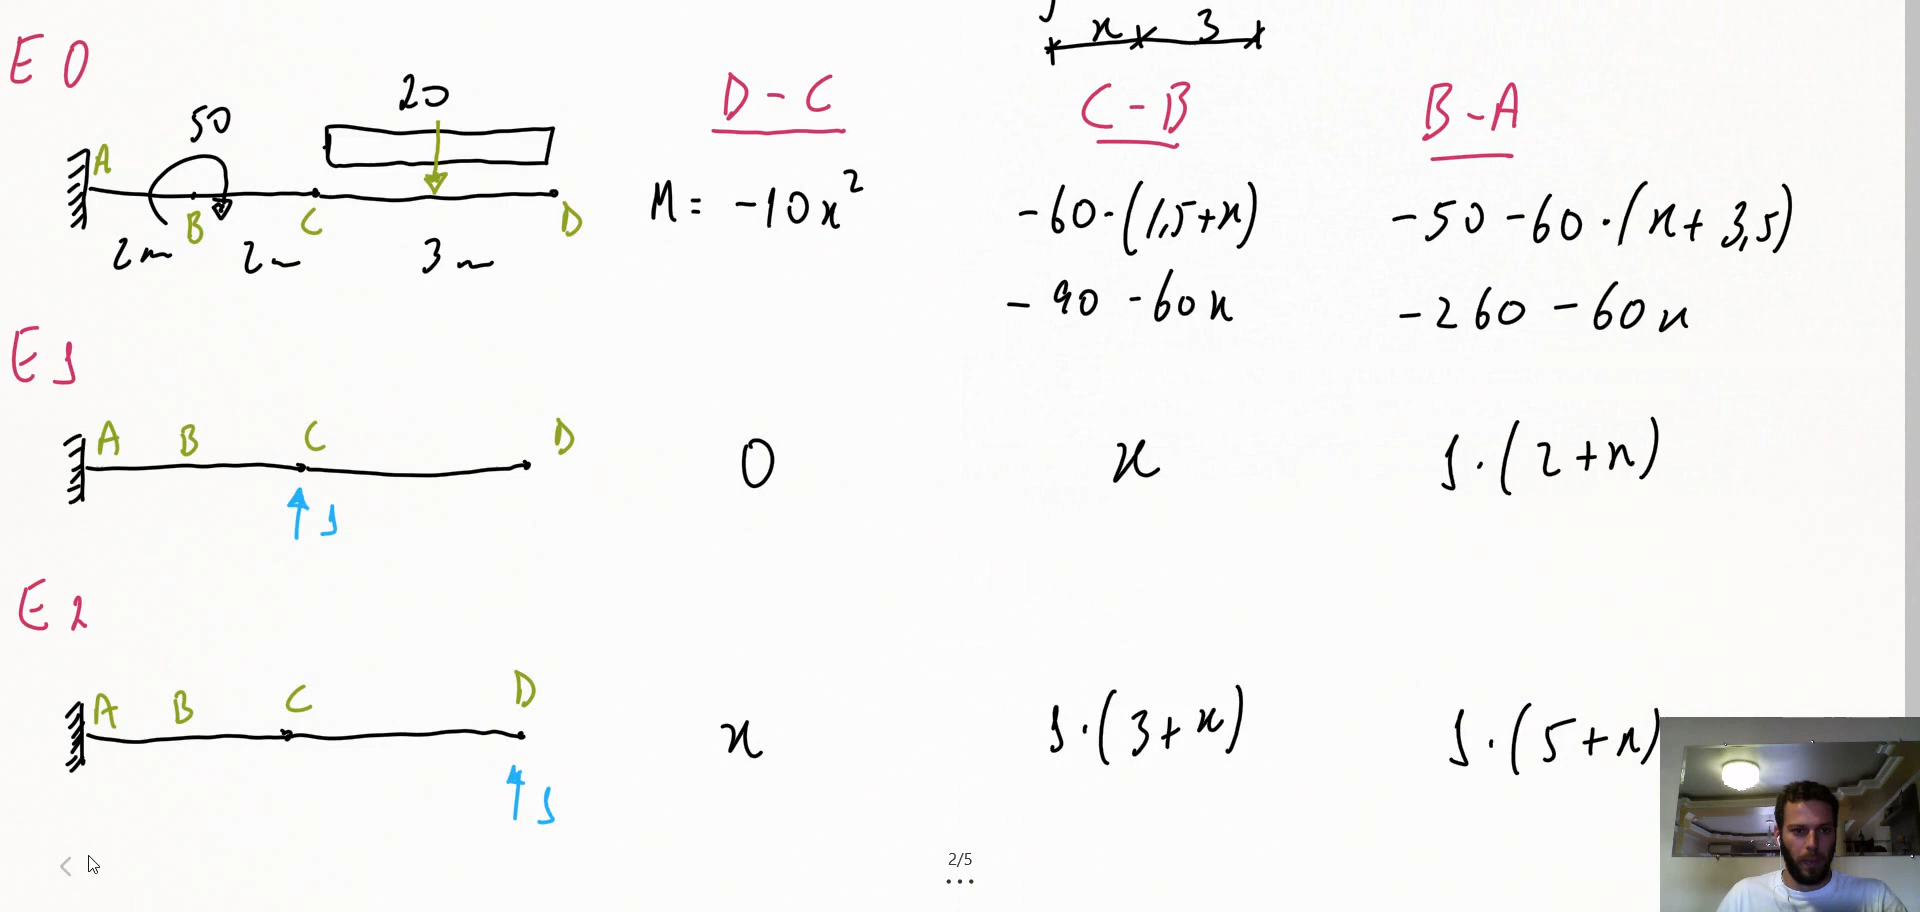 x 3
E0
50
20
A B C D
2m 2m 3m
D - C
C - B
B - A
M = -10x²
-60·(1,5+x)
-50 -60·(x+3,5)
-90 -60x
-260 -60x
E1
A B C D
1
0
x
1·(2+x)
E2
A B C D
1
x
1·(3+x)
1·(5+x)
2/5